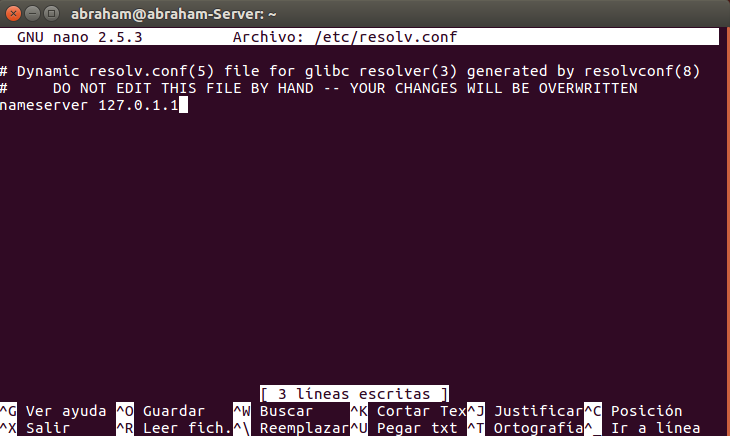 abraham@abraham-Server: ~
GNU nano 2.5.3 Archivo: /etc/resolv.conf
# Dynamic resolv.conf(5) file for glibc resolver(3) generated by resolvconf(8)
# DO NOT EDIT THIS FILE BY HAND -- YOUR CHANGES WILL BE OVERWRITTEN
nameserver 127.0.1.1
[ 3 líneas escritas ]
^G Ver ayuda ^O Guardar ^W Buscar ^K Cortar Tex^J Justificar^C Posición
^X Salir ^R Leer fich.^\ Reemplazar^U Pegar txt ^T Ortografía^_ Ir a línea